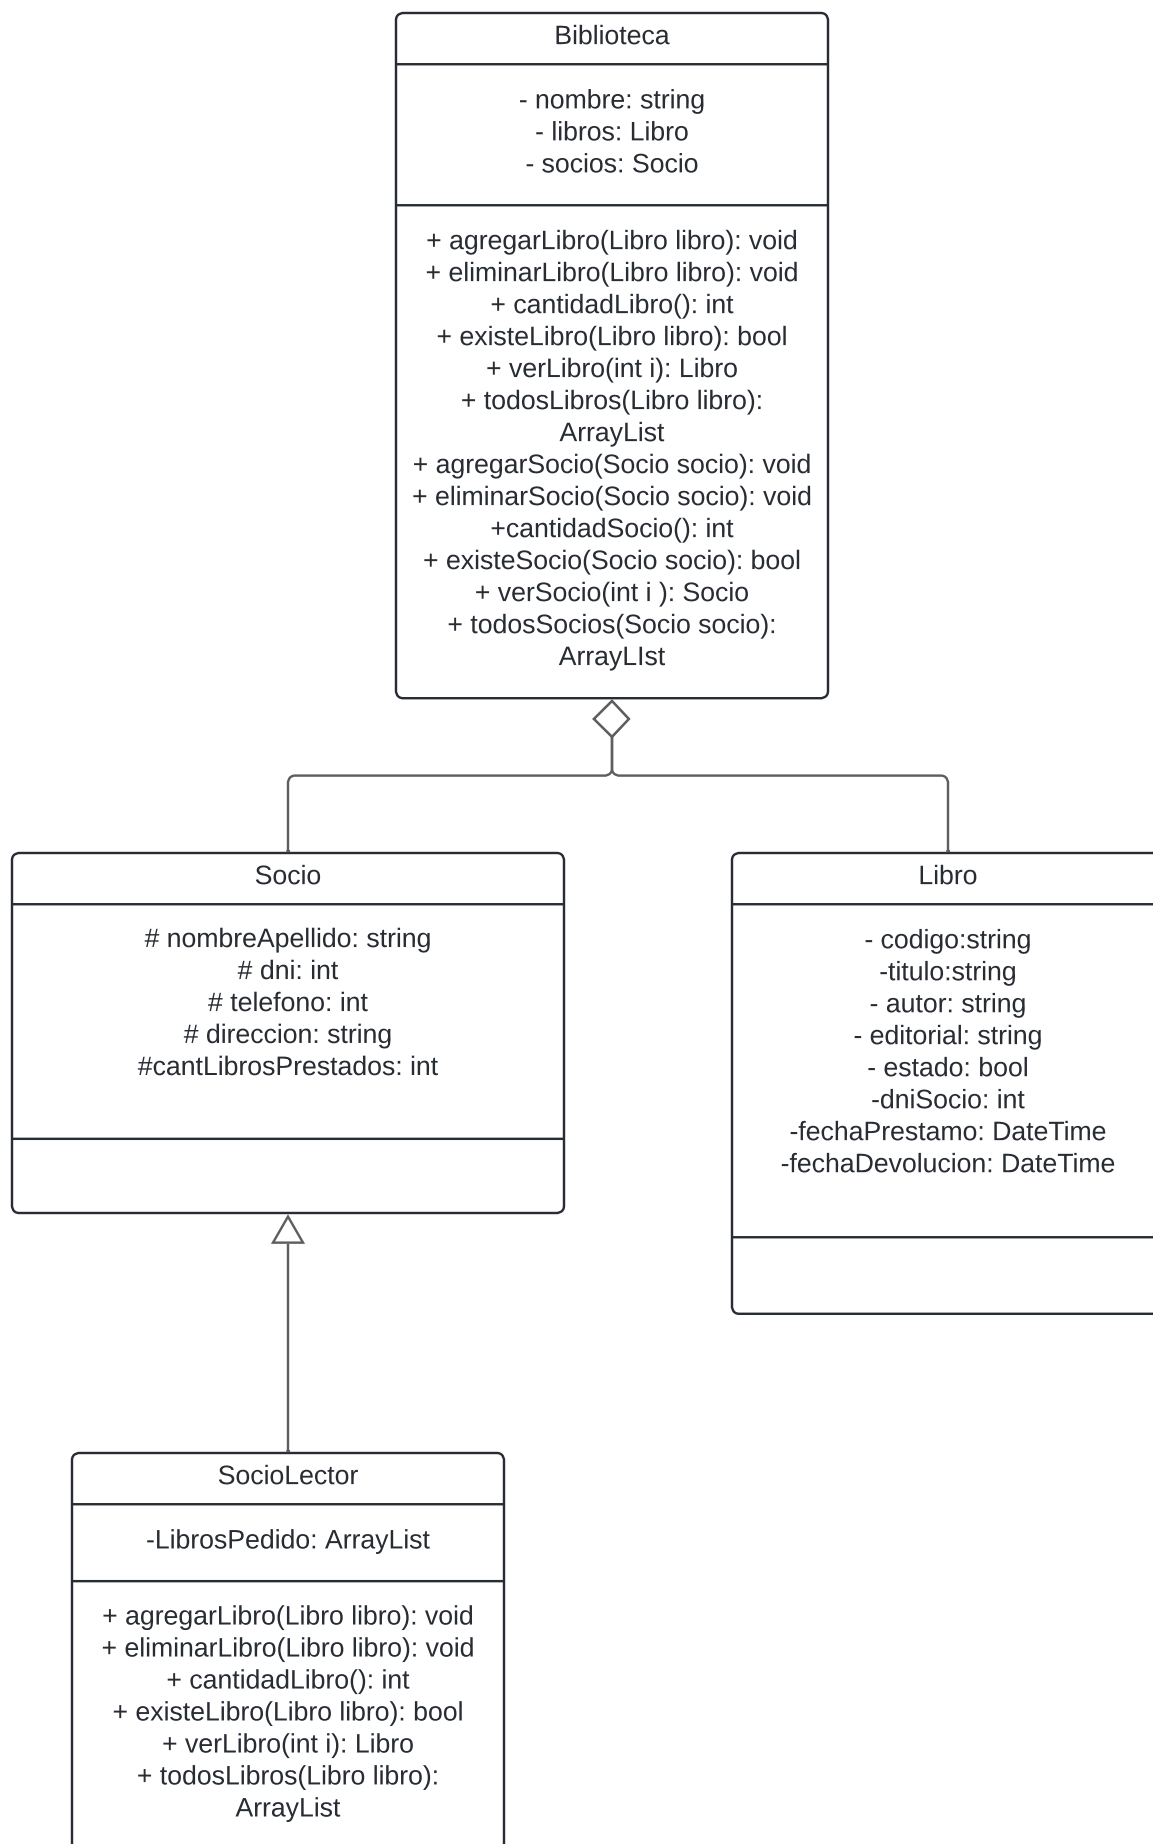 Biblioteca
- nombre: string
- libros: Libro
- socios: Socio
+ agregarLibro(Libro libro): void
+ eliminarLibro(Libro libro): void
+ cantidadLibro(): int
+ existeLibro(Libro libro): bool
+ verLibro(int i): Libro
+ todosLibros(Libro libro):
ArrayList
+ agregarSocio(Socio socio): void
+ eliminarSocio(Socio socio): void
+cantidadSocio(): int
+ existeSocio(Socio socio): bool
+ verSocio(int i ): Socio
+ todosSocios(Socio socio):
ArrayLIst
Socio
# nombreApellido: string
# dni: int
# telefono: int
# direccion: string
#cantLibrosPrestados: int
Libro
- codigo:string
-titulo:string
- autor: string
- editorial: string
- estado: bool
-dniSocio: int
-fechaPrestamo: DateTime
-fechaDevolucion: DateTime
SocioLector
-LibrosPedido: ArrayList
+ agregarLibro(Libro libro): void
+ eliminarLibro(Libro libro): void
+ cantidadLibro(): int
+ existeLibro(Libro libro): bool
+ verLibro(int i): Libro
+ todosLibros(Libro libro):
ArrayList